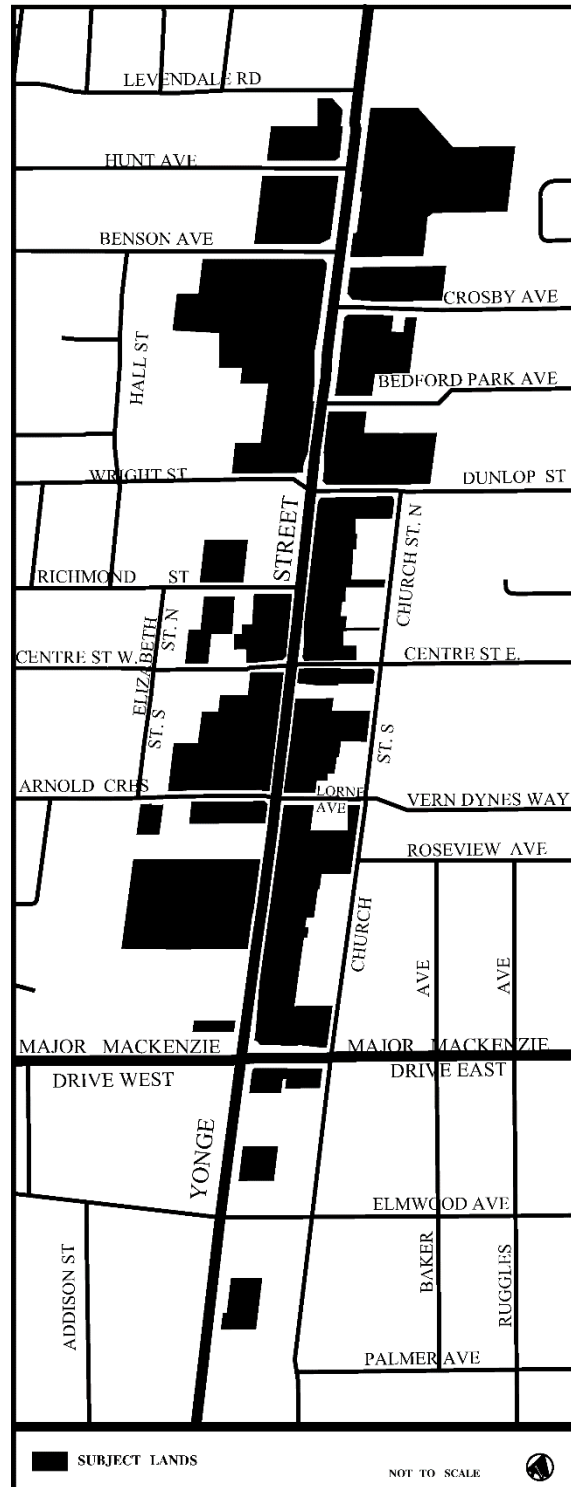 LEVENDALE RD
HUNT AVE
BENSON AVE
CROSBY AVE
HALL ST
BEDFORD PARK AVE
WRIGHT ST
DUNLOP ST
STREET
CHURCH ST. N
RICHMOND ST
ELIZABETH
ST. N
CENTRE ST W.
CENTRE ST E.
ST. S
ST. S
ARNOLD CRES
LORNE
AVE
VERN DYNES WAY
ROSEVIEW AVE
CHURCH
AVE
AVE
MAJOR MACKENZIE
MAJOR MACKENZIE
DRIVE WEST
DRIVE EAST
YONGE
ELMWOOD AVE
ADDISON ST
BAKER
RUGGLES
PALMER AVE
SUBJECT LANDS
NOT TO SCALE